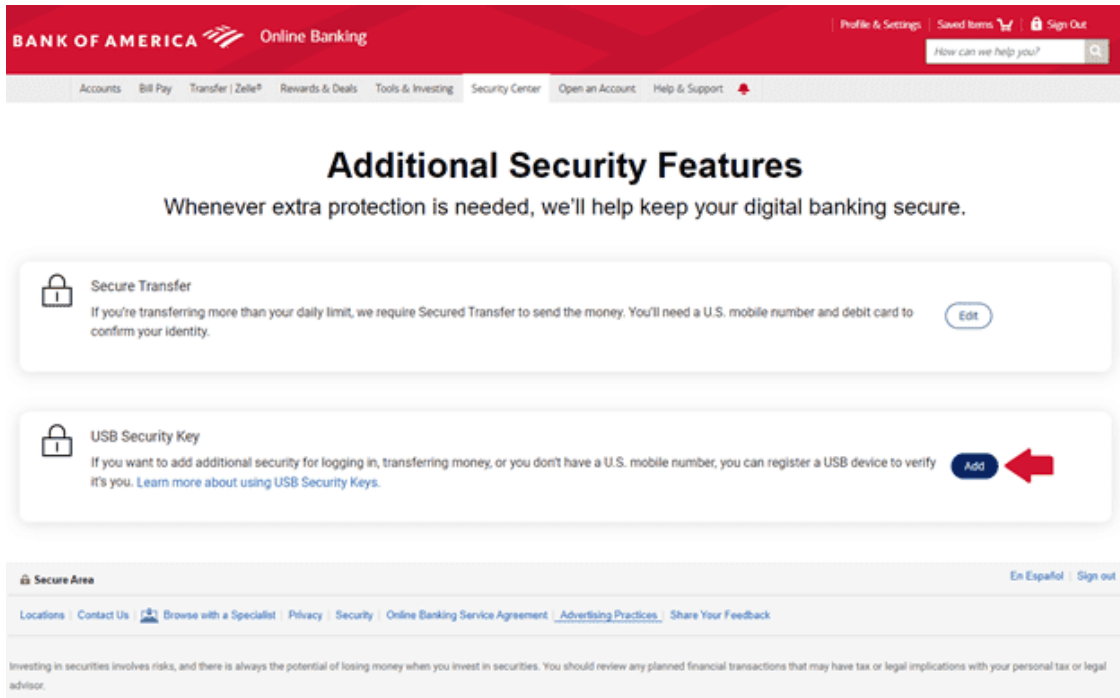 BANK OF AMERICA Online Banking
Profile & Settings | Saved Items | Sign Out
How can we help you?
Accounts Bill Pay Transfer | Zelle® Rewards & Deals Tools & Investing Security Center Open an Account Help & Support
Additional Security Features
Whenever extra protection is needed, we'll help keep your digital banking secure.
Secure Transfer
If you're transferring more than your daily limit, we require Secured Transfer to send the money. You'll need a U.S. mobile number and debit card to
confirm your identity.
Edit
USB Security Key
If you want to add additional security for logging in, transferring money, or you don't have a U.S. mobile number, you can register a USB device to verify
it's you. Learn more about using USB Security Keys.
Add
Secure Area
En Español | Sign out
Locations | Contact Us | Browse with a Specialist | Privacy | Security | Online Banking Service Agreement | Advertising Practices | Share Your Feedback
Investing in securities involves risks, and there is always the potential of losing money when you invest in securities. You should review any planned financial transactions that may have tax or legal implications with your personal tax or legal
advisor.